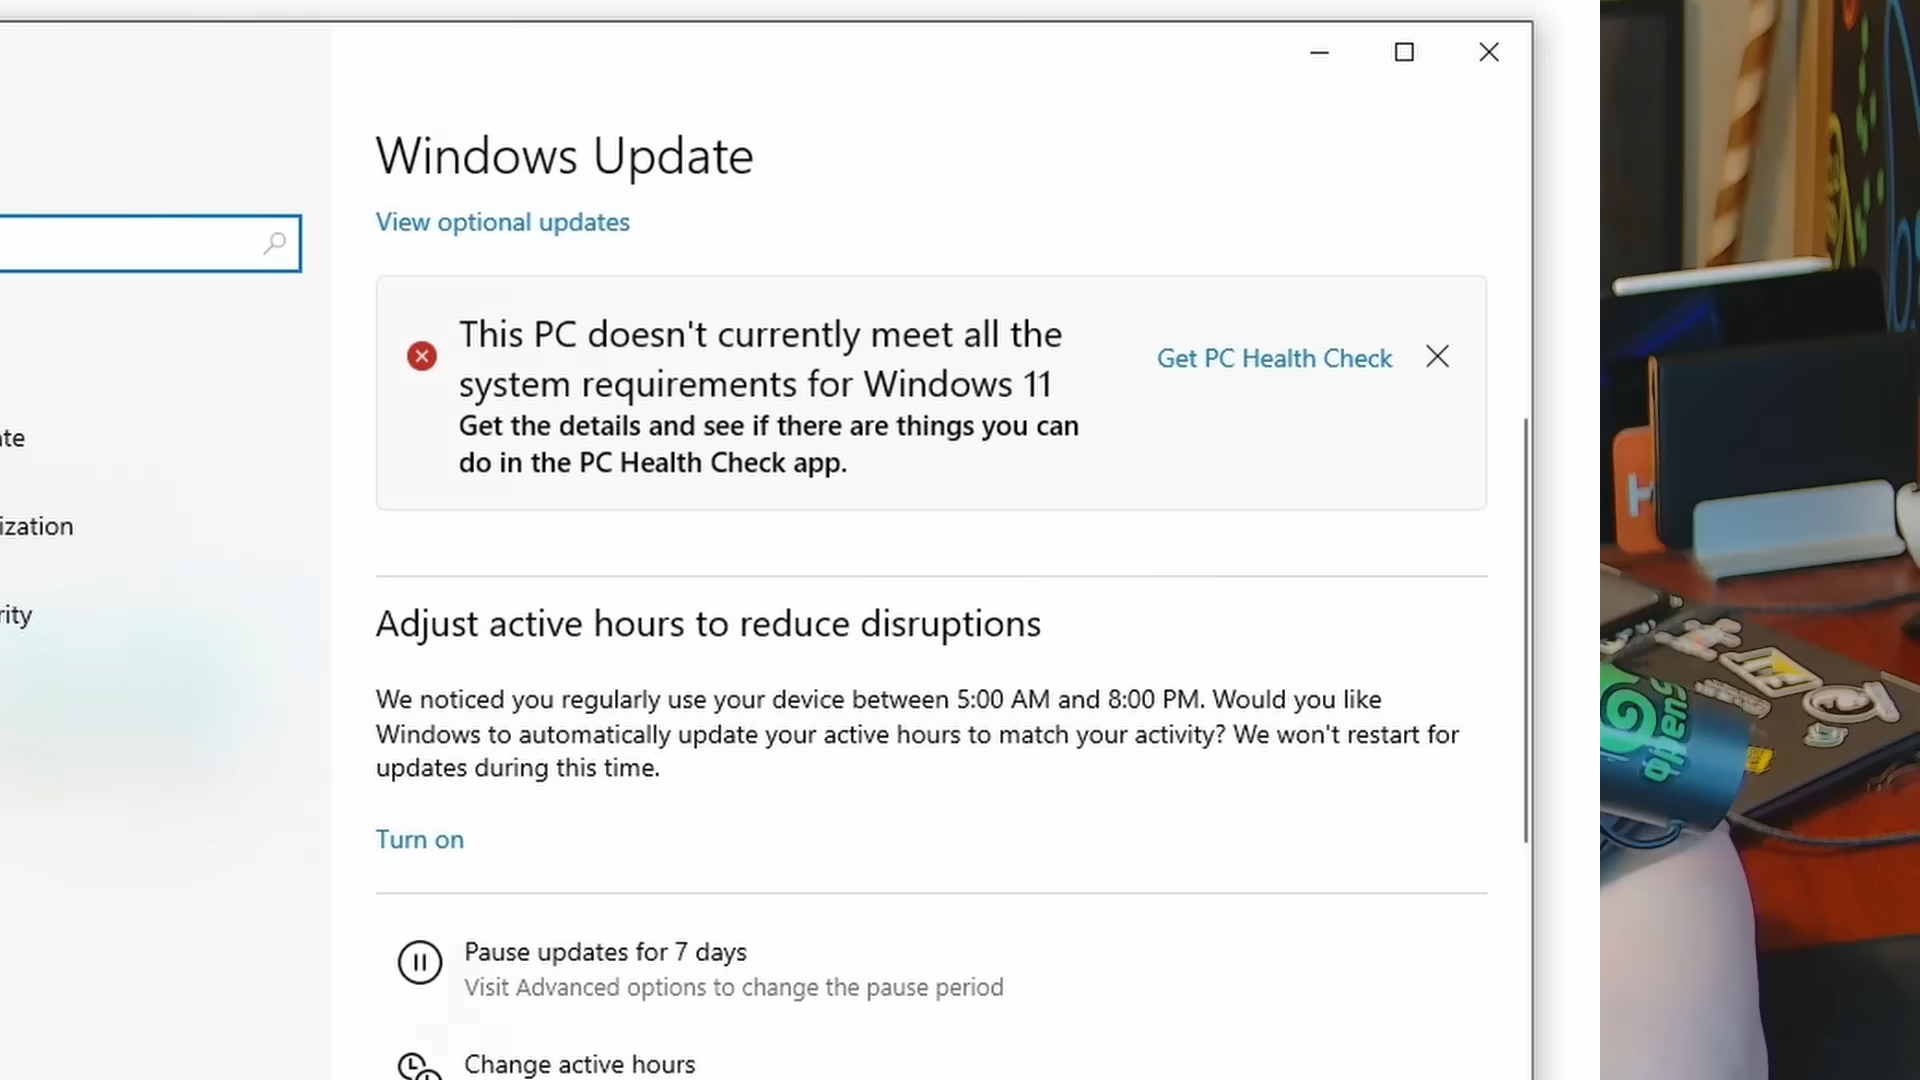 Windows Update
View optional updates
This PC doesn't currently meet all the
system requirements for Windows 11
Get the details and see if there are things you can
do in the PC Health Check app.
Get PC Health Check
te
ization
rity
Adjust active hours to reduce disruptions
We noticed you regularly use your device between 5:00 AM and 8:00 PM. Would you like
Windows to automatically update your active hours to match your activity? We won't restart for
updates during this time.
Turn on
Pause updates for 7 days
Visit Advanced options to change the pause period
Change active hours
H